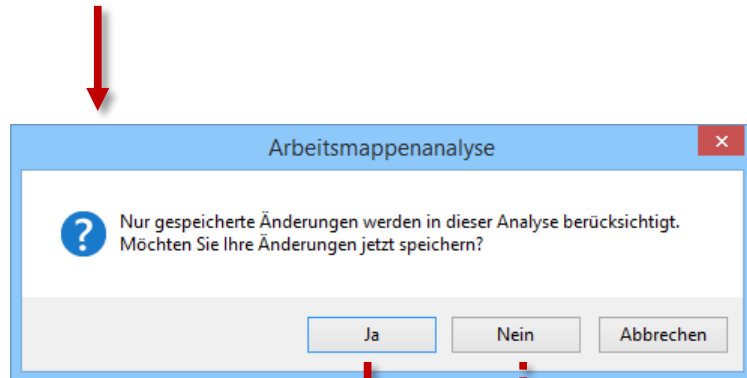 Arbeitsmappenanalyse
Nur gespeicherte Änderungen werden in dieser Analyse berücksichtigt.
Möchten Sie Ihre Änderungen jetzt speichern?
Ja Nein Abbrechen